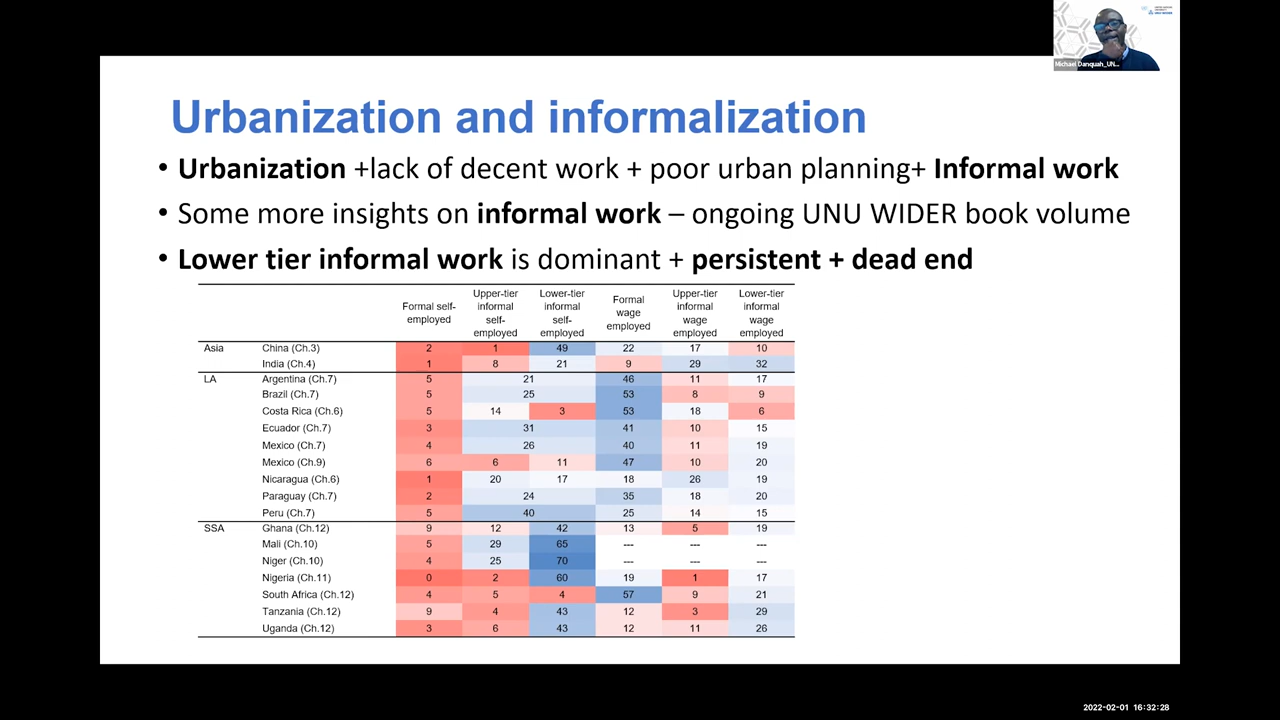 Michael Danquah_UN...
Urbanization and informalization
• Urbanization +lack of decent work + poor urban planning+ Informal work
• Some more insights on informal work – ongoing UNU WIDER book volume
• Lower tier informal work is dominant + persistent + dead end
Formal self-employed Upper-tier informal self-employed Lower-tier informal self-employed Formal wage employed Upper-tier informal wage employed Lower-tier informal wage employed
Asia China (Ch.3) 2 1 49 22 17 10
India (Ch.4) 1 8 21 9 29 32
LA Argentina (Ch.7) 5 21 46 11 17
Brazil (Ch.7) 5 25 53 8 9
Costa Rica (Ch.6) 5 14 3 53 18 6
Ecuador (Ch.7) 3 31 41 10 15
Mexico (Ch.7) 4 26 40 11 19
Mexico (Ch.9) 6 6 11 47 10 20
Nicaragua (Ch.6) 1 20 17 18 26 19
Paraguay (Ch.7) 2 24 35 18 20
Peru (Ch.7) 5 40 25 14 15
SSA Ghana (Ch.12) 9 12 42 13 5 19
Mali (Ch.10) 5 29 65 --- --- ---
Niger (Ch.10) 4 25 70 --- --- ---
Nigeria (Ch.11) 0 2 60 19 1 17
South Africa (Ch.12) 4 5 4 57 9 21
Tanzania (Ch.12) 9 4 43 12 3 29
Uganda (Ch.12) 3 6 43 12 11 26
2022-02-01 16:32:28